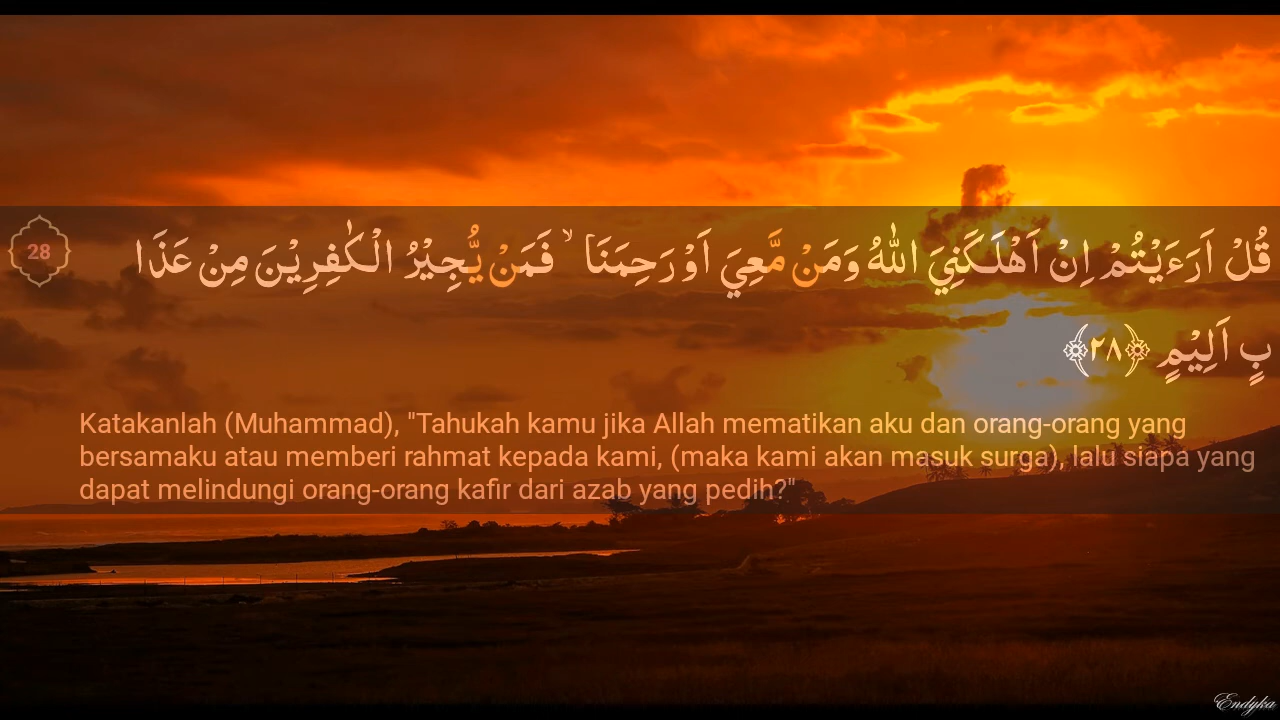 28
قُلْ اَرَءَيْتُمْ اِنْ اَهْلَكَنِيَ اللّٰهُ وَمَنْ مَّعِيَ اَوْ رَحِمَنَا ۙ فَمَنْ يُّجِيْرُ الْكٰفِرِيْنَ مِنْ عَذَا
بٍ اَلِيْمٍ ﴿٢٨﴾
Katakanlah (Muhammad), "Tahukah kamu jika Allah mematikan aku dan orang-orang yang
bersamaku atau memberi rahmat kepada kami, (maka kami akan masuk surga), lalu siapa yang
dapat melindungi orang-orang kafir dari azab yang pedih?"
Endyka